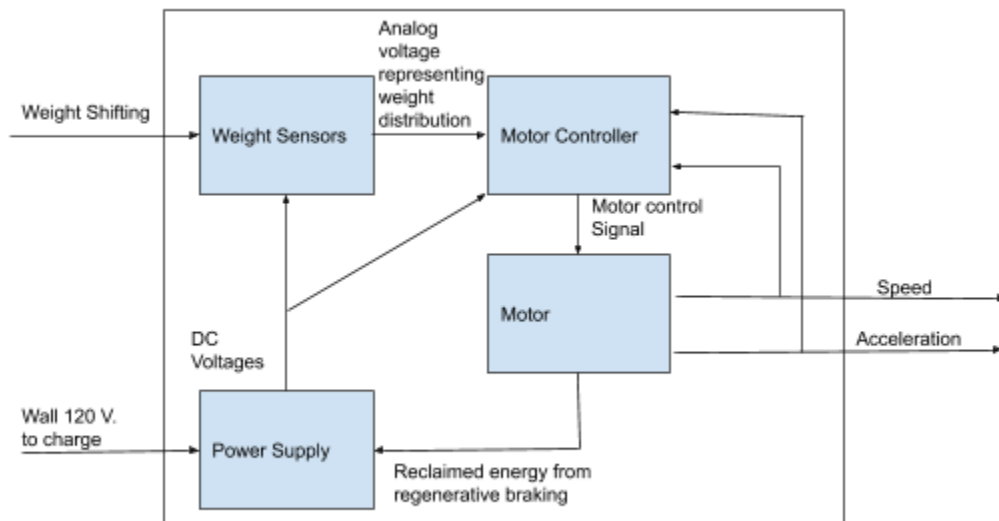 Analog
voltage
representing
weight
distribution
Weight Shifting
Weight Sensors
Motor Controller
Motor control
Signal
Speed
Motor
Acceleration
DC
Voltages
Wall 120 V.
to charge
Power Supply
Reclaimed energy from
regenerative braking